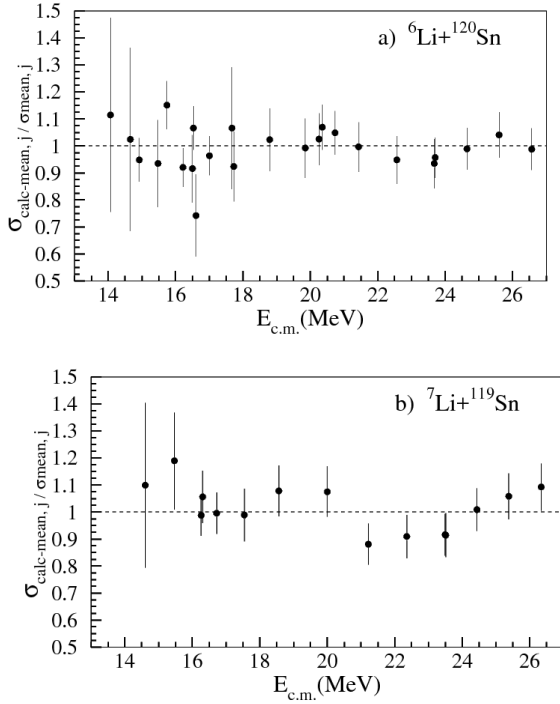 1.5
1.4
1.3
1.2
1.1
1
0.9
0.8
0.7
0.6
0.5
σcalc-mean, j / σmean, j
a) ⁶Li+¹²⁰Sn
14 16 18 20 22 24 26
Ec.m.(MeV)
1.5
1.4
1.3
1.2
1.1
1
0.9
0.8
0.7
0.6
0.5
σcalc-mean, j / σmean, j
b) ⁷Li+¹¹⁹Sn
14 16 18 20 22 24 26
Ec.m.(MeV)